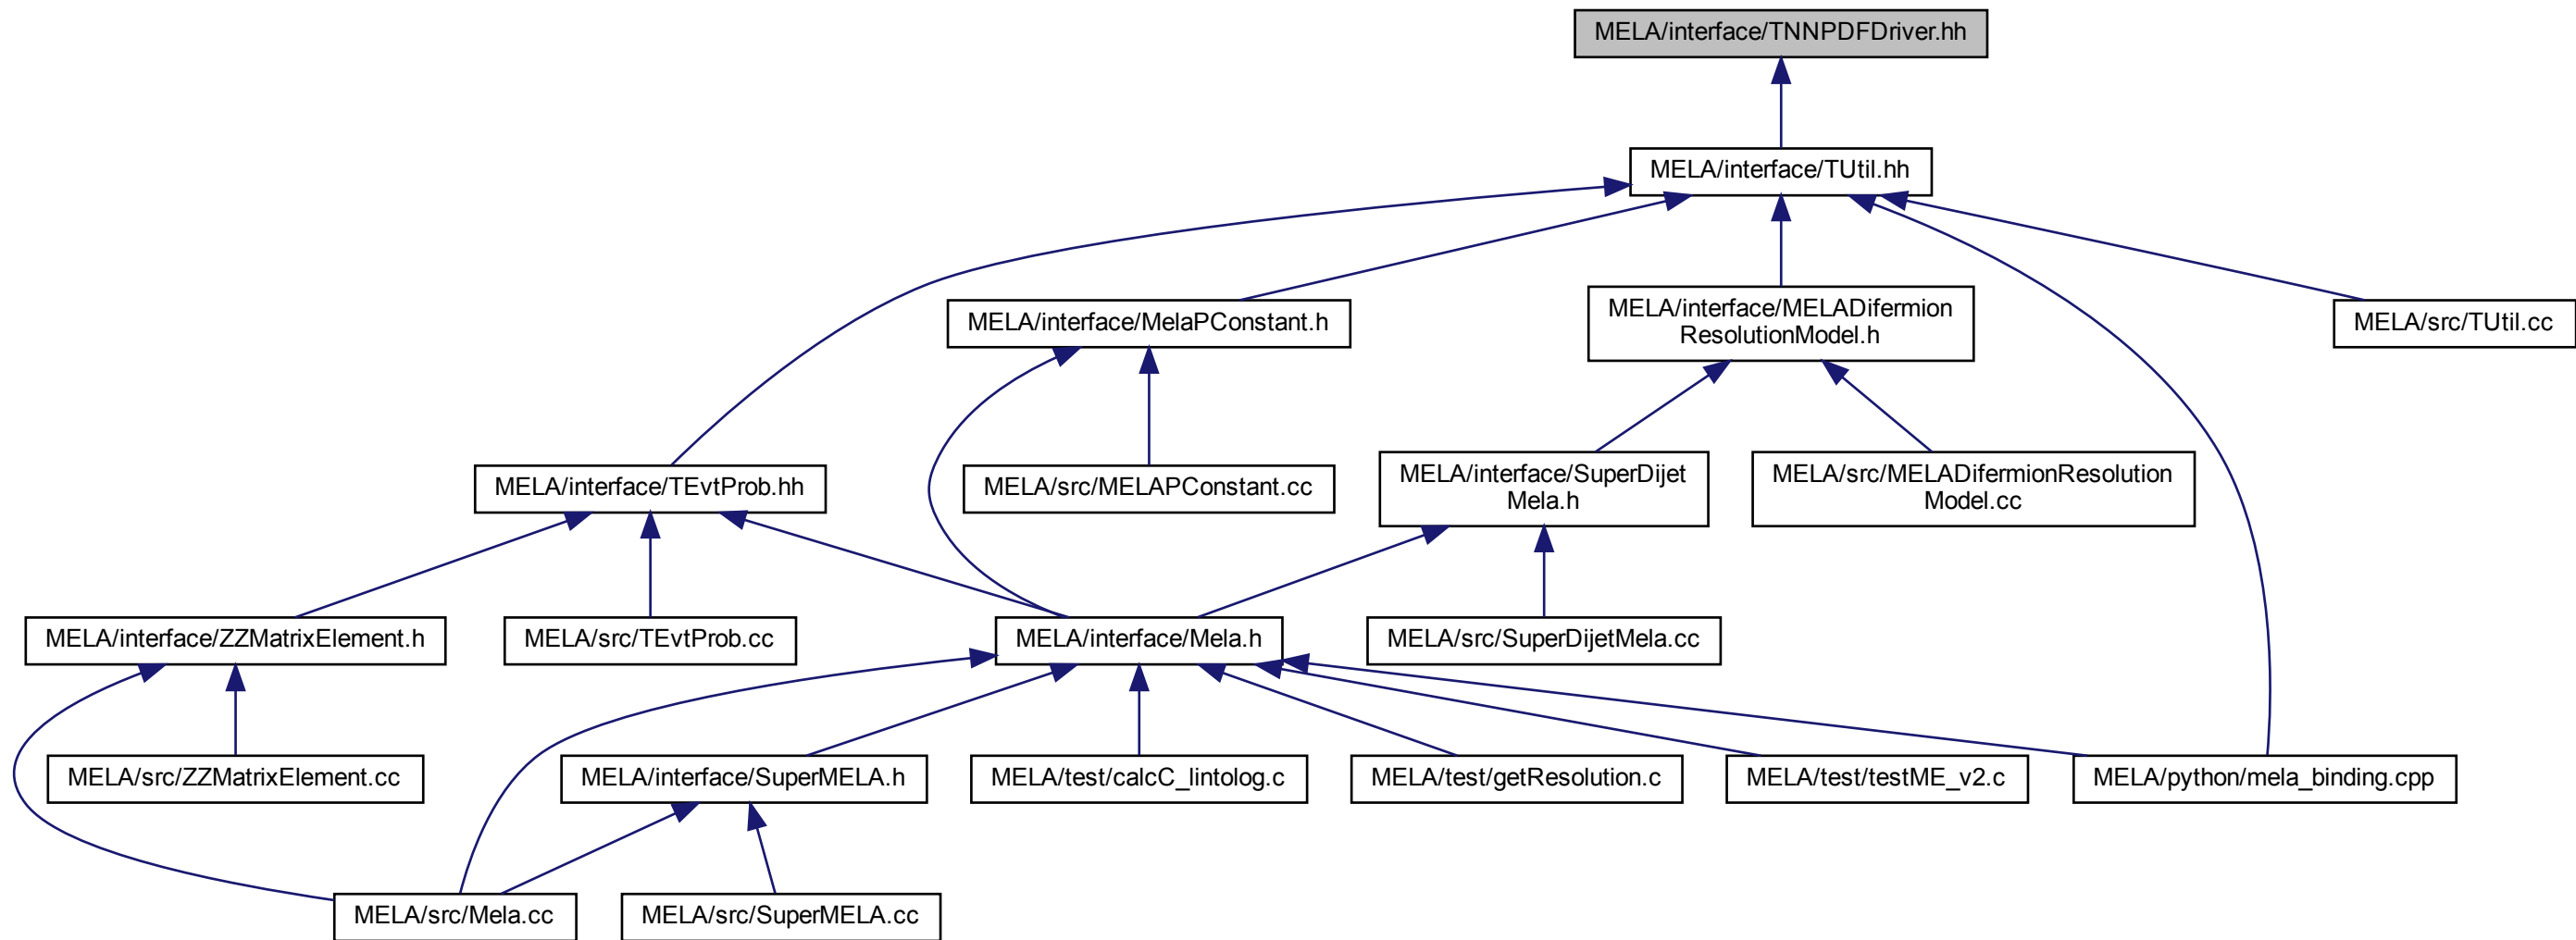 MELA/interface/TNNPDFDriver.hh
MELA/interface/TUtil.hh
MELA/interface/MelaPConstant.h
MELA/interface/MELADifermion
ResolutionModel.h
MELA/src/TUtil.cc
MELA/interface/TEvtProb.hh
MELA/src/MELAPConstant.cc
MELA/interface/SuperDijet
Mela.h
MELA/src/MELADifermionResolution
Model.cc
MELA/interface/ZZMatrixElement.h
MELA/src/TEvtProb.cc
MELA/interface/Mela.h
MELA/src/SuperDijetMela.cc
MELA/src/ZZMatrixElement.cc
MELA/interface/SuperMELA.h
MELA/test/calcC_lintolog.c
MELA/test/getResolution.c
MELA/test/testME_v2.c
MELA/python/mela_binding.cpp
MELA/src/Mela.cc
MELA/src/SuperMELA.cc